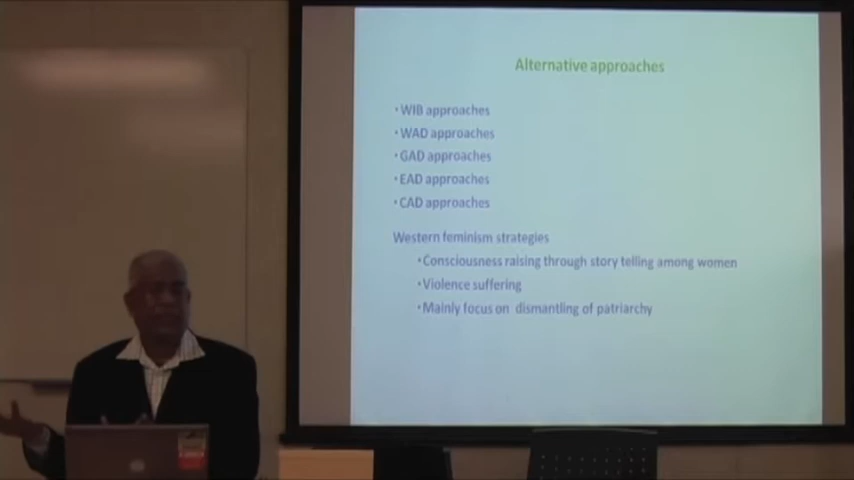 Alternative approaches
• WIB approaches
• WAD approaches
• GAD approaches
• EAD approaches
• CAD approaches
Western feminism strategies
• Consciousness raising through story telling among women
• Violence suffering
• Mainly focus on dismantling of patriarchy